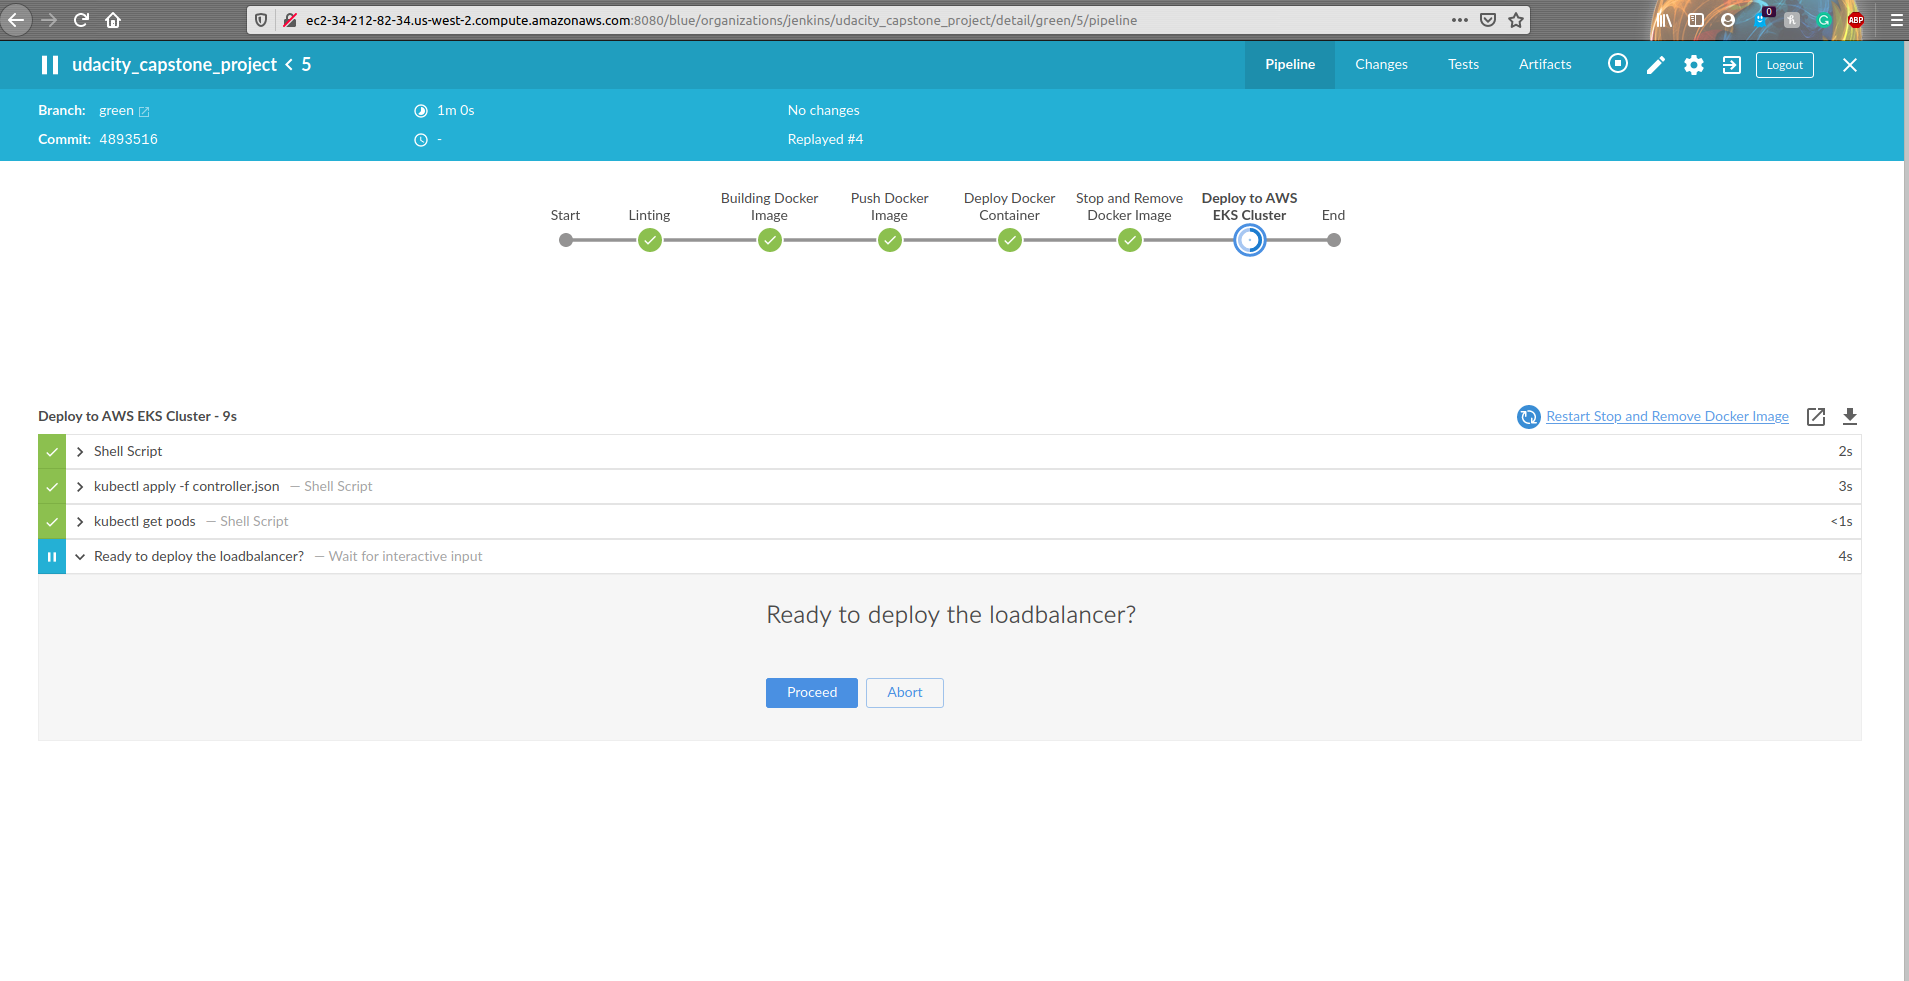 ec2-34-212-82-34.us-west-2.compute.amazonaws.com:8080/blue/organizations/jenkins/udacity_capstone_project/detail/green/5/pipeline
0
ABP
udacity_capstone_project < 5
Pipeline
Changes
Tests
Artifacts
Logout
Branch: green
1m 0s
No changes
Commit: 4893516
-
Replayed #4
Start
Linting
Building Docker
Image
Push Docker
Image
Deploy Docker
Container
Stop and Remove
Docker Image
Deploy to AWS
EKS Cluster
End
Deploy to AWS EKS Cluster - 9s
Restart Stop and Remove Docker Image
Shell Script 2s
kubectl apply -f controller.json — Shell Script 3s
kubectl get pods — Shell Script <1s
Ready to deploy the loadbalancer? — Wait for interactive input 4s
Ready to deploy the loadbalancer?
Proceed
Abort